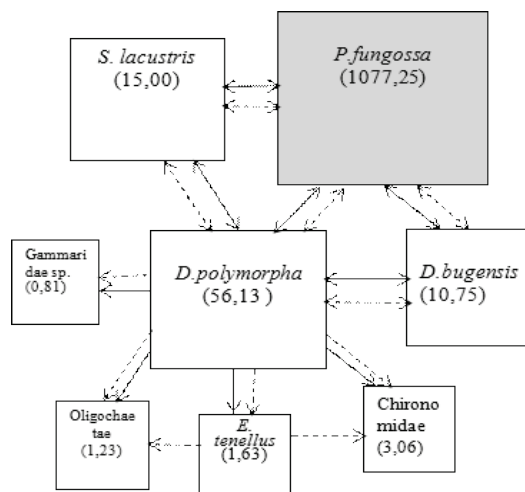 S. lacustris
(15,00)
P.fungossa
(1077,25)
Gammari
dae sp.
(0,81)
D.polymorpha
(56,13 )
D.bugensis
(10,75)
Oligochae
tae
(1,23)
E.
tenellus
(1,63)
Chirono
midae
(3,06)